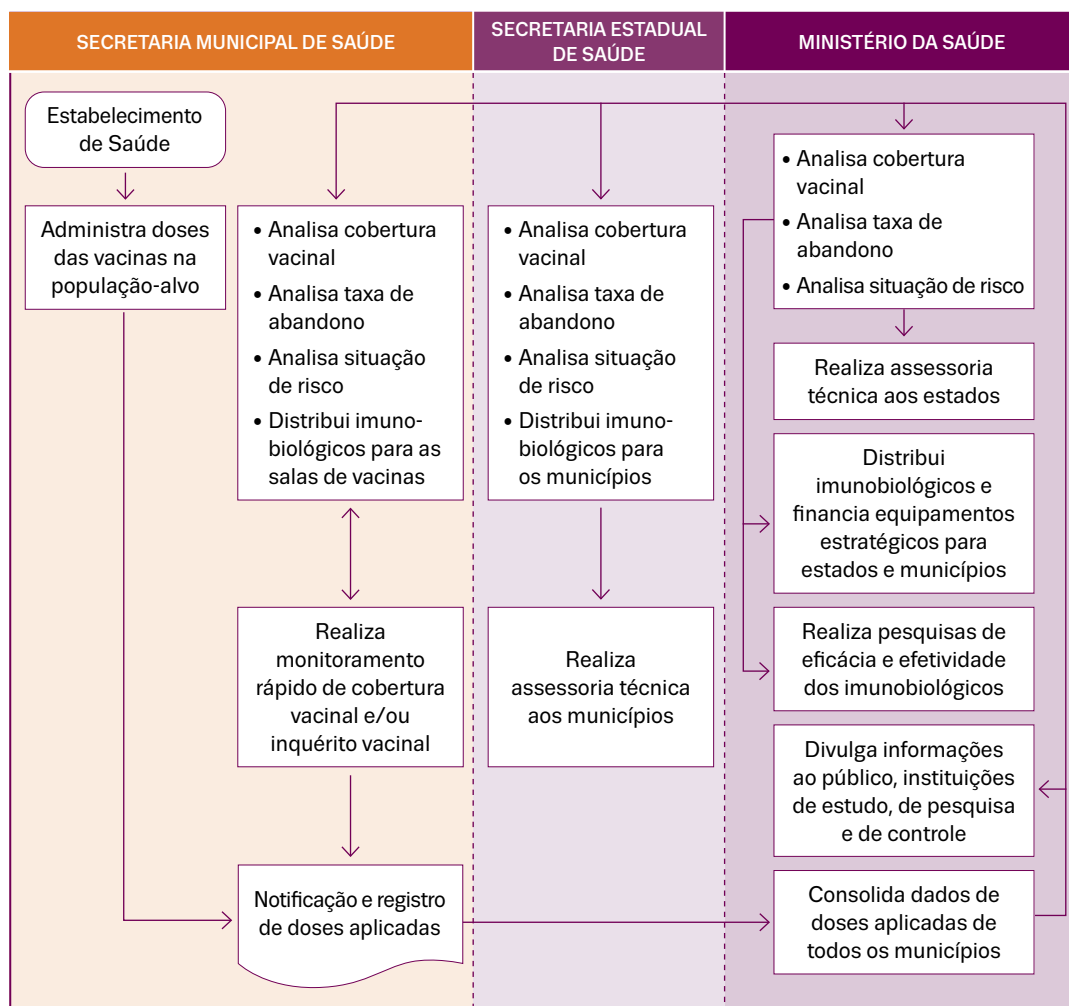 SECRETARIA MUNICIPAL DE SAÚDE
SECRETARIA ESTADUAL
DE SAÚDE
MINISTÉRIO DA SAÚDE
Estabelecimento
de Saúde
Administra doses
das vacinas na
população-alvo
• Analisa cobertura
vacinal
• Analisa taxa de
abandono
• Analisa situação
de risco
• Distribui imuno-
biológicos para as
salas de vacinas
Realiza
monitoramento
rápido de cobertura
vacinal e/ou
inquérito vacinal
Notificação e registro
de doses aplicadas
• Analisa cobertura
vacinal
• Analisa taxa de
abandono
• Analisa situação
de risco
• Distribui imuno-
biológicos para
os municípios
Realiza
assessoria técnica
aos municípios
• Analisa cobertura
vacinal
• Analisa taxa de
abandono
• Analisa situação de risco
Realiza assessoria
técnica aos estados
Distribui
imunobiológicos e
financia equipamentos
estratégicos para
estados e municípios
Realiza pesquisas de
eficácia e efetividade
dos imunobiológicos
Divulga informações
ao público, instituições
de estudo, de pesquisa
e de controle
Consolida dados de
doses aplicadas de
todos os municípios